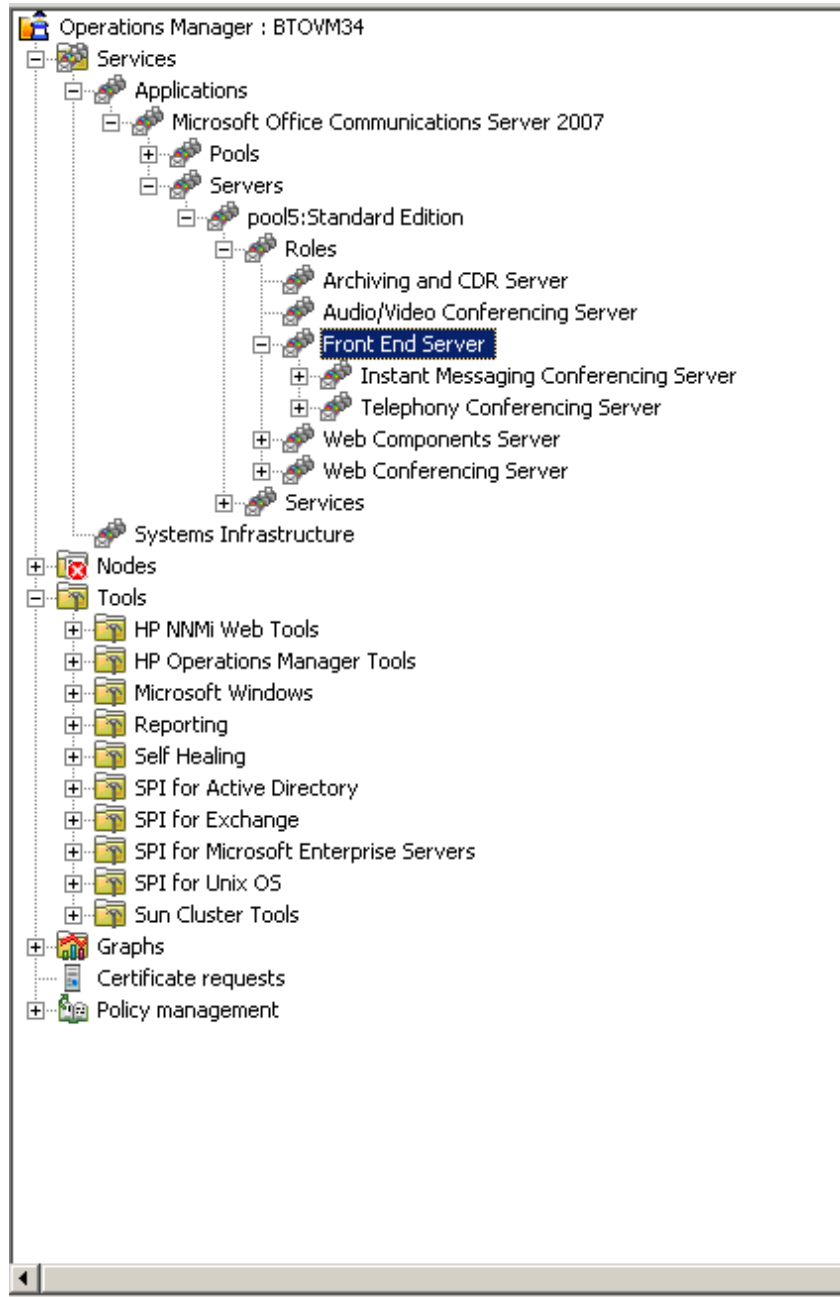 Operations Manager : BTOVM34
Services
Applications
Microsoft Office Communications Server 2007
Pools
Servers
pool5:Standard Edition
Roles
Archiving and CDR Server
Audio/Video Conferencing Server
Front End Server
Instant Messaging Conferencing Server
Telephony Conferencing Server
Web Components Server
Web Conferencing Server
Services
Systems Infrastructure
Nodes
Tools
HP NNMi Web Tools
HP Operations Manager Tools
Microsoft Windows
Reporting
Self Healing
SPI for Active Directory
SPI for Exchange
SPI for Microsoft Enterprise Servers
SPI for Unix OS
Sun Cluster Tools
Graphs
Certificate requests
Policy management